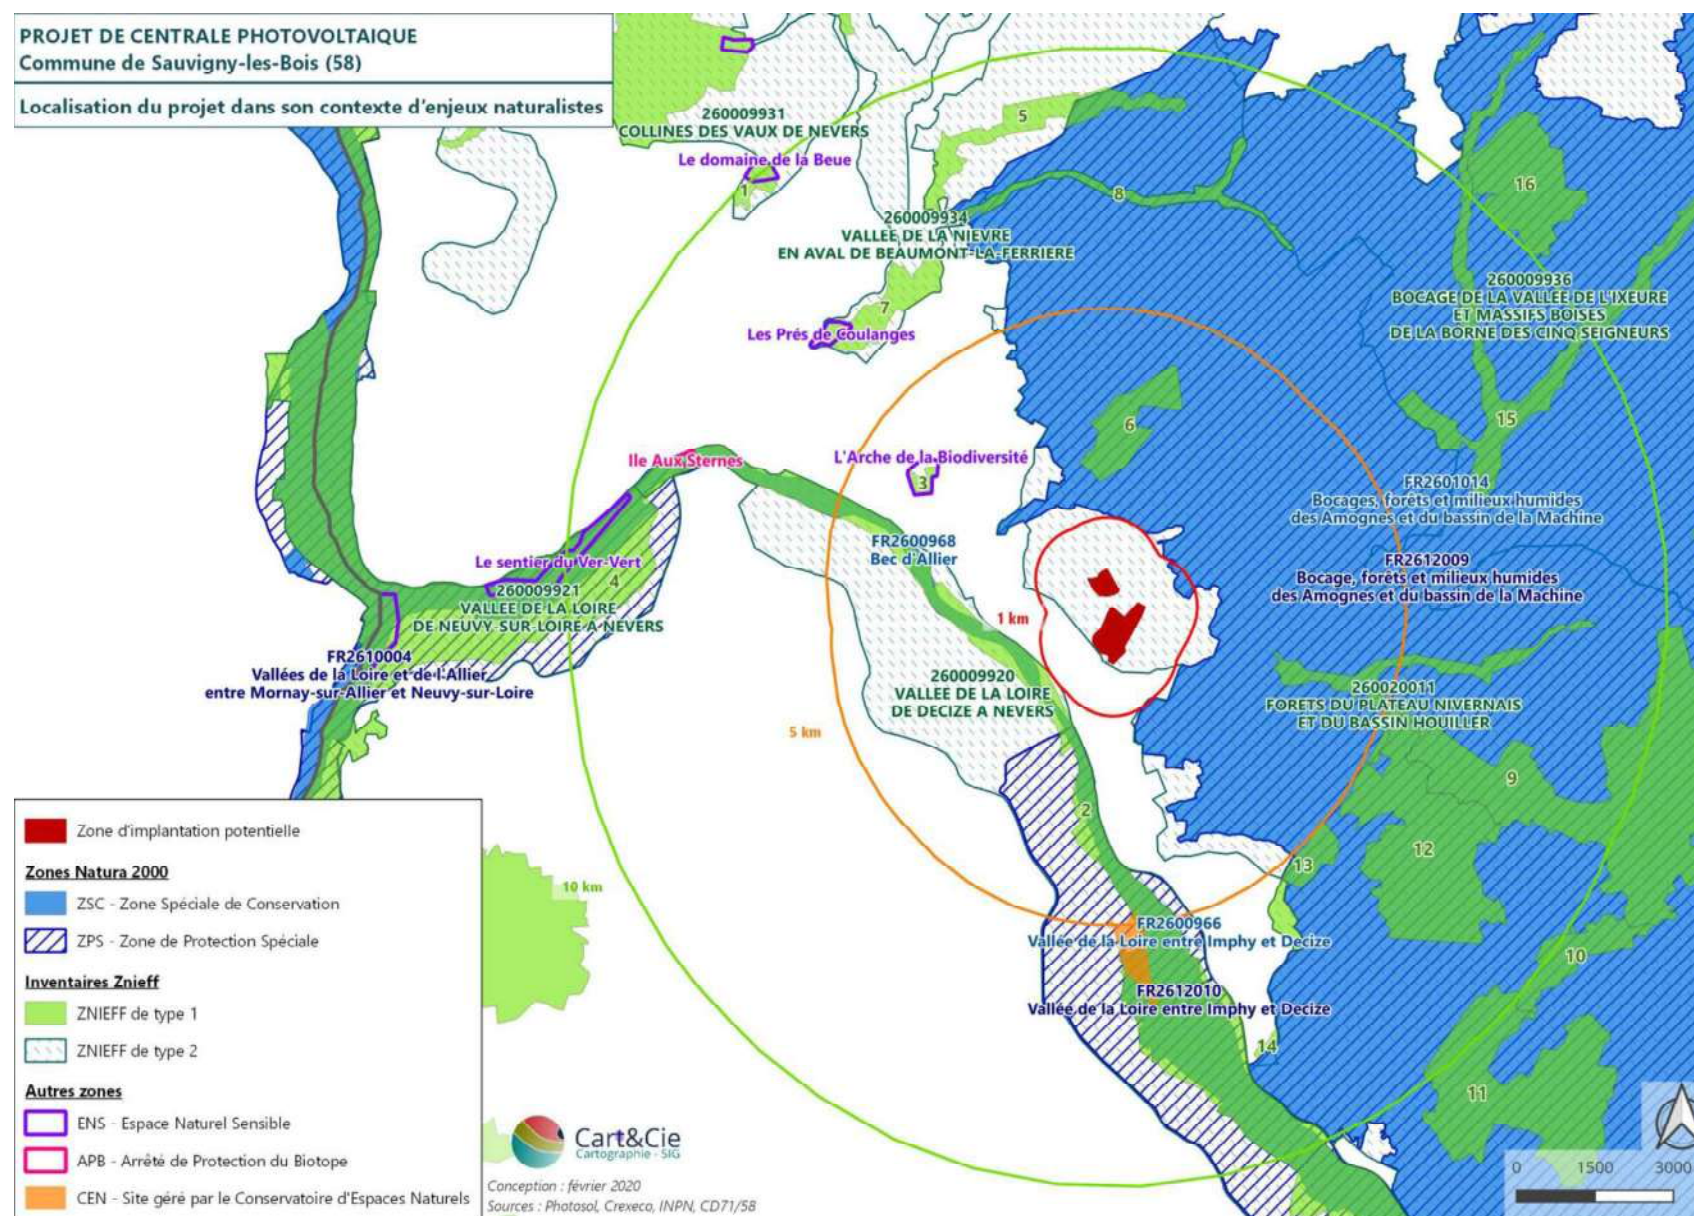 PROJET DE CENTRALE PHOTOVOLTAIQUE
Commune de Sauvigny-les-Bois (58)
Localisation du projet dans son contexte d'enjeux naturalistes
260009931
COLLINES DES VAUX DE NEVERS
Le domaine de la Beue
1
5
8
16
260009934
VALLEE DE LA NIEVRE
EN AVAL DE BEAUMONT-LA-FERRIERE
7
Les Prés de Coulanges
260009936
BOCAGE DE LA VALLEE DE L'IXEURE
ET MASSIFS BOISES
DE LA BORNE DES CINQ SEIGNEURS
6
15
Ile Aux Sternes
L'Arche de la Biodiversité
3
FR2601014
Bocages, forêts et milieux humides
des Amognes et du bassin de la Machine
FR2600968
Bec d'Allier
FR2612009
Bocage, forêts et milieux humides
des Amognes et du bassin de la Machine
Le sentier du Ver-Vert
4
260009921
VALLEE DE LA LOIRE
DE NEUVY-SUR-LOIRE A NEVERS
1 km
FR2610004
Vallées de la Loire et de l'Allier
entre Mornay-sur-Allier et Neuvy-sur-Loire
260009920
VALLEE DE LA LOIRE
DE DECIZE A NEVERS
260020011
FORETS DU PLATEAU NIVERNAIS
ET DU BASSIN HOUILLER
5 km
9
2
12
13
10 km
FR2600966
Vallée de la Loire entre Imphy et Decize
10
FR2612010
Vallée de la Loire entre Imphy et Decize
14
11
Zone d'implantation potentielle
Zones Natura 2000
ZSC - Zone Spéciale de Conservation
ZPS - Zone de Protection Spéciale
Inventaires Znieff
ZNIEFF de type 1
ZNIEFF de type 2
Autres zones
ENS - Espace Naturel Sensible
APB - Arrêté de Protection du Biotope
CEN - Site géré par le Conservatoire d'Espaces Naturels
Cart&Cie
Cartographie - SIG
Conception : février 2020
Sources : Photosol, Crexeco, INPN, CD71/58
0 1500 3000